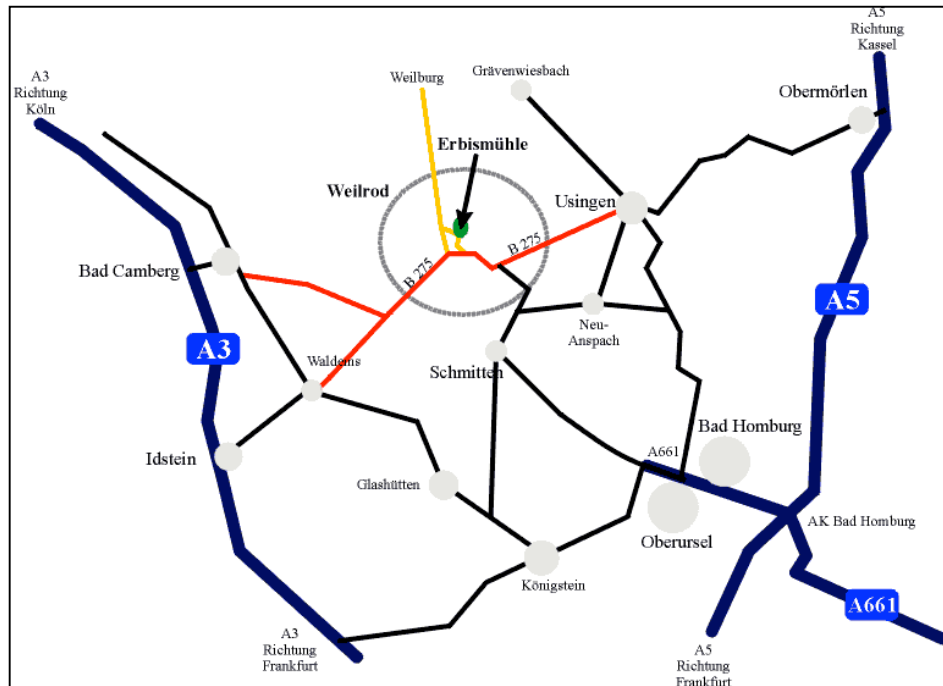 A5
Richtung
Kassel
A3
Richtung
Köln
Weilburg
Grävenwiesbach
Obermörlen
Erbismühle
Weilrod
Usingen
B 275
B 275
Bad Camberg
A5
Neu-
Anspach
A3
Waldems
Schmitten
Bad Homburg
A661
Idstein
Glashütten
AK Bad Homburg
Oberursel
Königstein
A661
A3
Richtung
Frankfurt
A5
Richtung
Frankfurt